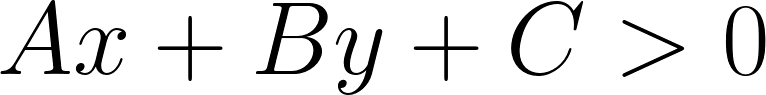 Ax + By + C > 0